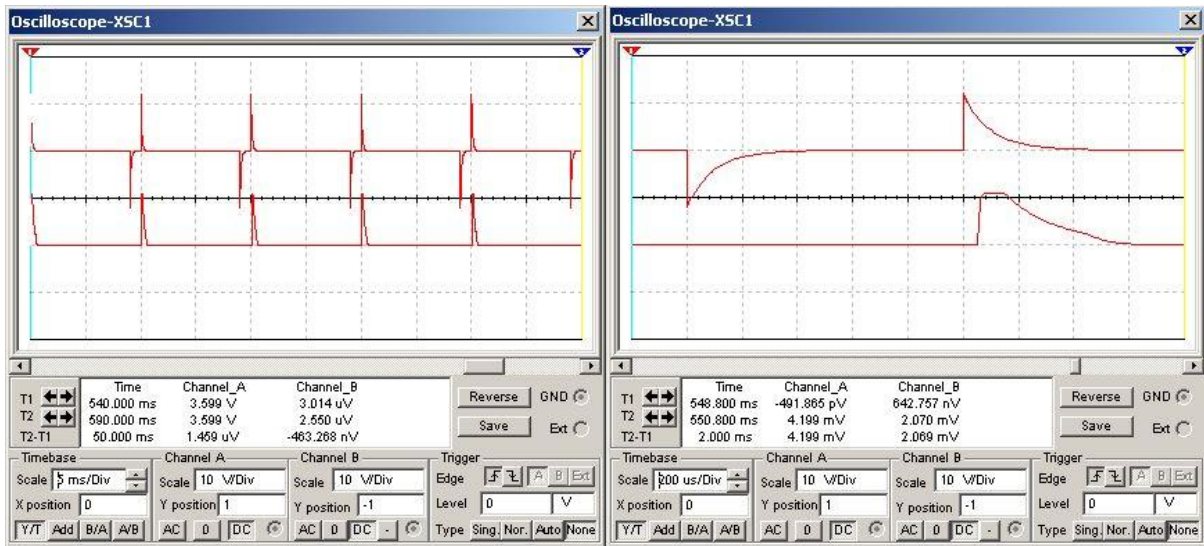 Oscilloscope-XSC1
Time Channel_A Channel_B
T1 540.000 ms 3.599 V 3.014 uV
T2 590.000 ms 3.599 V 2.550 uV
T2-T1 50.000 ms 1.459 uV -463.268 nV
Reverse GND
Save Ext
Timebase Channel A Channel B Trigger
Scale 5 ms/Div Scale 10 V/Div Scale 10 V/Div Edge A B Ext
X position 0 Y position 1 Y position -1 Level 0 V
Y/T Add B/A A/B AC 0 DC AC 0 DC - Type Sing. Nor. Auto None
Oscilloscope-XSC1
Time Channel_A Channel_B
T1 548.800 ms -491.865 pV 642.757 nV
T2 550.800 ms 4.199 mV 2.070 mV
T2-T1 2.000 ms 4.199 mV 2.069 mV
Reverse GND
Save Ext
Timebase Channel A Channel B Trigger
Scale 200 us/Div Scale 10 V/Div Scale 10 V/Div Edge A B Ext
X position 0 Y position 1 Y position -1 Level 0 V
Y/T Add B/A A/B AC 0 DC AC 0 DC - Type Sing. Nor. Auto None